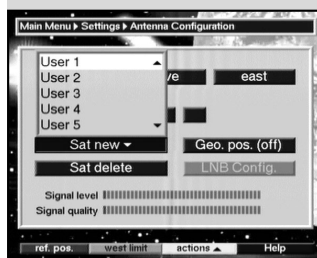 Main Menu ▸ Settings ▸ Antenna Configuration
User 1
User 2
ve
east
User 3
User 4
User 5
Sat new
Geo. pos. (off)
Sat delete
LNB Config.
Signal level
Signal quality
ref. pos.
west limit
actions
Help